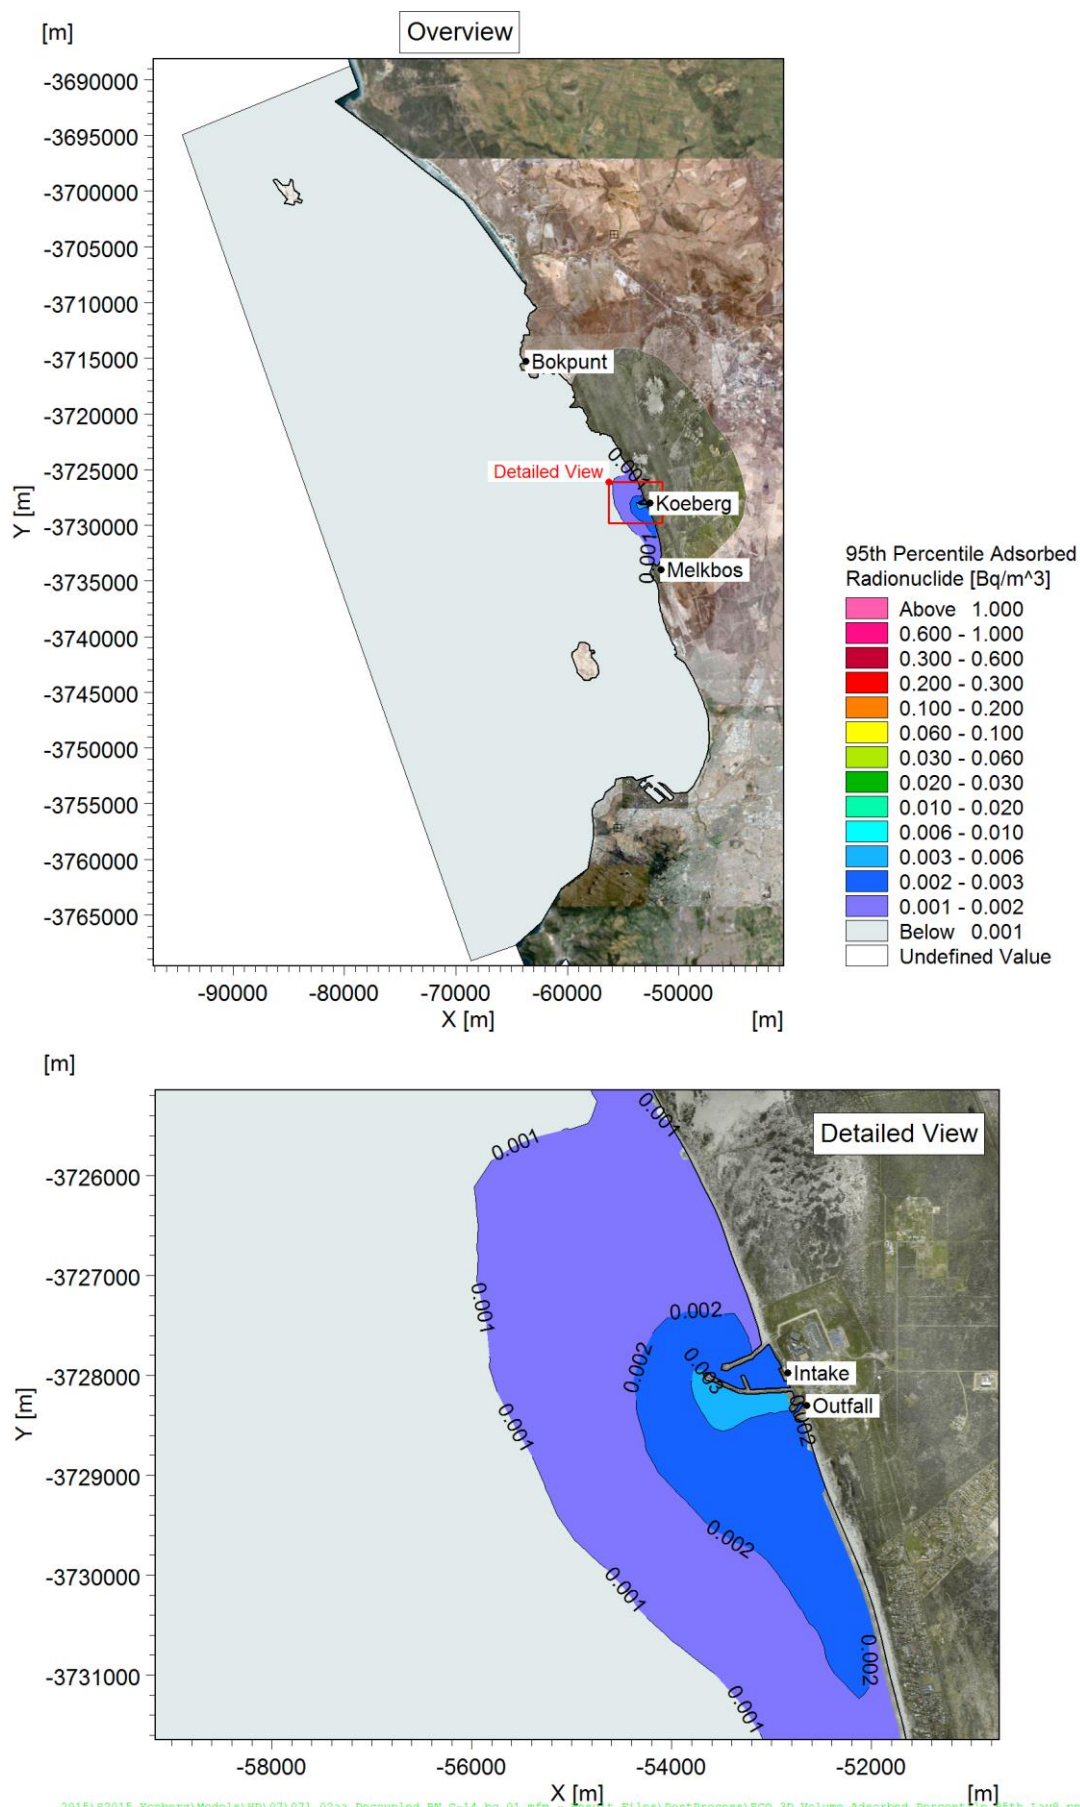 [m]
Overview
-3690000
-3695000
-3700000
-3705000
-3710000
-3715000
-3720000
-3725000
-3730000
-3735000
-3740000
-3745000
-3750000
-3755000
-3760000
-3765000
Y [m]
Bokpunt
0.001
Detailed View
Koeberg
0.001
Melkbos
-90000 -80000 -70000 -60000 -50000
X [m] [m]
95th Percentile Adsorbed
Radionuclide [Bq/m^3]
Above 1.000
0.600 - 1.000
0.300 - 0.600
0.200 - 0.300
0.100 - 0.200
0.060 - 0.100
0.030 - 0.060
0.020 - 0.030
0.010 - 0.020
0.006 - 0.010
0.003 - 0.006
0.002 - 0.003
0.001 - 0.002
Below 0.001
Undefined Value
[m]
Detailed View
0.001
0.001
-3726000
-3727000
-3728000
-3729000
-3730000
-3731000
Y [m]
0.001
0.002
0.002
0.003
Intake
Outfall
0.002
0.001
0.002
0.001
0.002
0.001
-58000 -56000 -54000 -52000
X [m] [m]